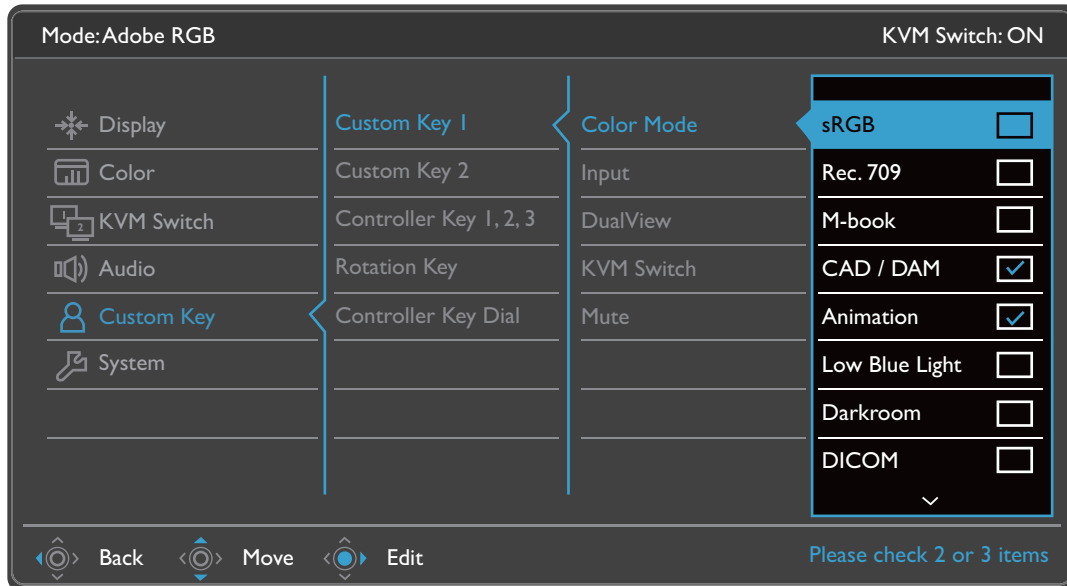 Mode: Adobe RGB
KVM Switch: ON
Display
Color
1
2
KVM Switch
Audio
Custom Key
System
Custom Key 1
Custom Key 2
Controller Key 1, 2, 3
Rotation Key
Controller Key Dial
Color Mode
Input
DualView
KVM Switch
Mute
sRGB
Rec. 709
M-book
CAD / DAM
Animation
Low Blue Light
Darkroom
DICOM
Back
Move
Edit
Please check 2 or 3 items